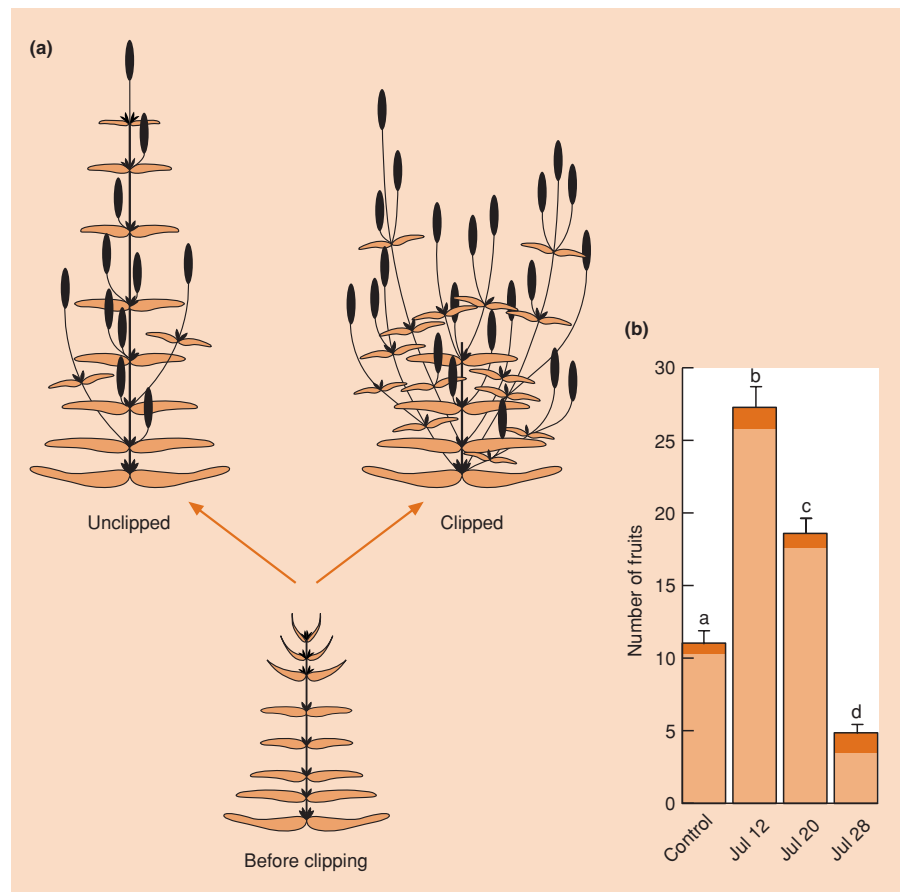 (a)
Unclipped
Clipped
Before clipping
(b)
Number of fruits
30
25
20
15
10
5
0
a
b
c
d
Control
Jul 12
Jul 20
Jul 28